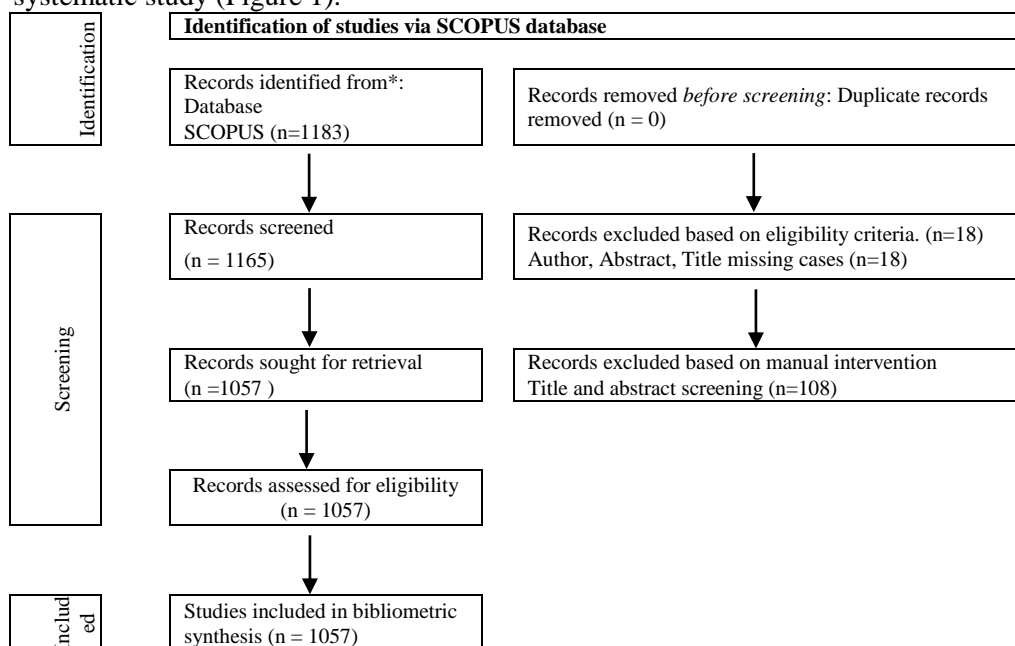 systematic study (Figure 1).
Identification of studies via SCOPUS database
Identification
Records identified from*:
Database
SCOPUS (n=1183)
Records removed before screening: Duplicate records
removed (n = 0)
Screening
Records screened
(n = 1165)
Records excluded based on eligibility criteria. (n=18)
Author, Abstract, Title missing cases (n=18)
Records sought for retrieval
(n =1057 )
Records excluded based on manual intervention
Title and abstract screening (n=108)
Records assessed for eligibility
(n = 1057)
Includ
ed
Studies included in bibliometric
synthesis (n = 1057)